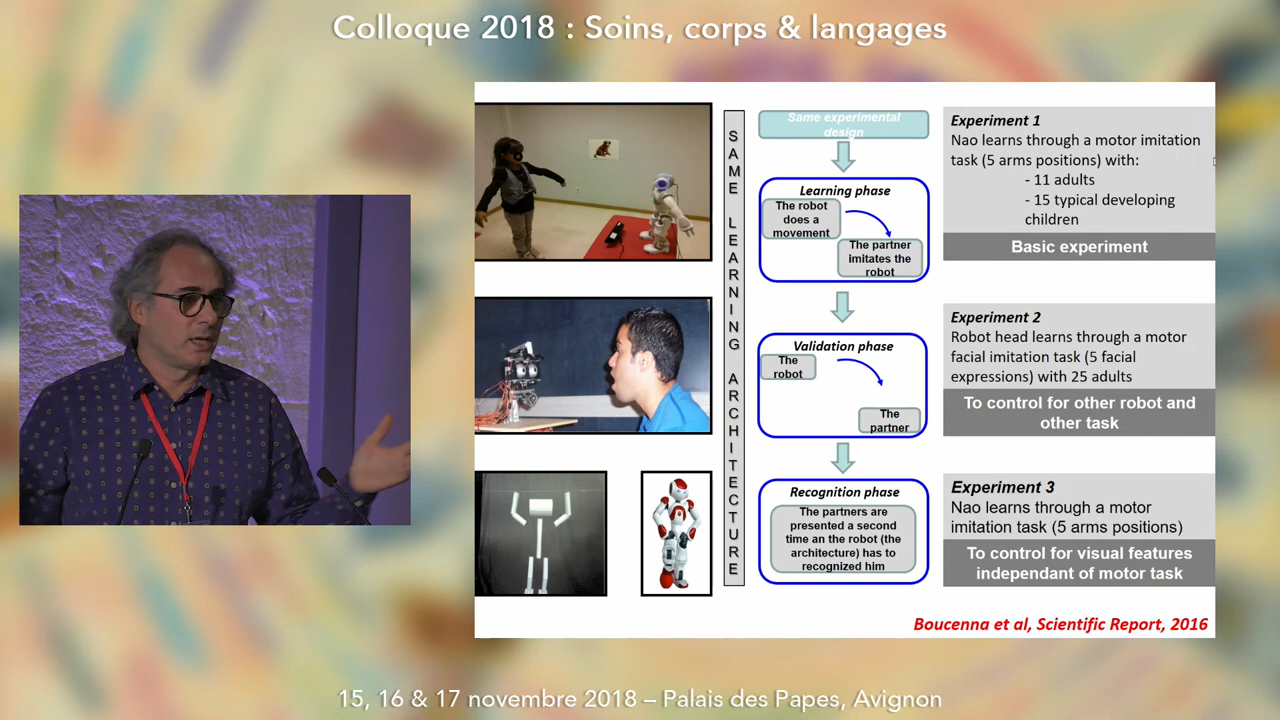 Colloque 2018 : Soins, corps & langages
SAME LEARNING ARCHITECTURE
Same experimental
design
Learning phase
The robot
does a
movement
The partner
imitates the
robot
Validation phase
The
robot
The
partner
Recognition phase
The partners are
presented a second
time an the robot (the
architecture) has to
recognized him
Experiment 1
Nao learns through a motor imitation
task (5 arms positions) with:
- 11 adults
- 15 typical developing
children
Basic experiment
Experiment 2
Robot head learns through a motor
facial imitation task (5 facial
expressions) with 25 adults
To control for other robot and
other task
Experiment 3
Nao learns through a motor
imitation task (5 arms positions)
To control for visual features
independant of motor task
Boucenna et al, Scientific Report, 2016
15, 16 & 17 novembre 2018 – Palais des Papes, Avignon